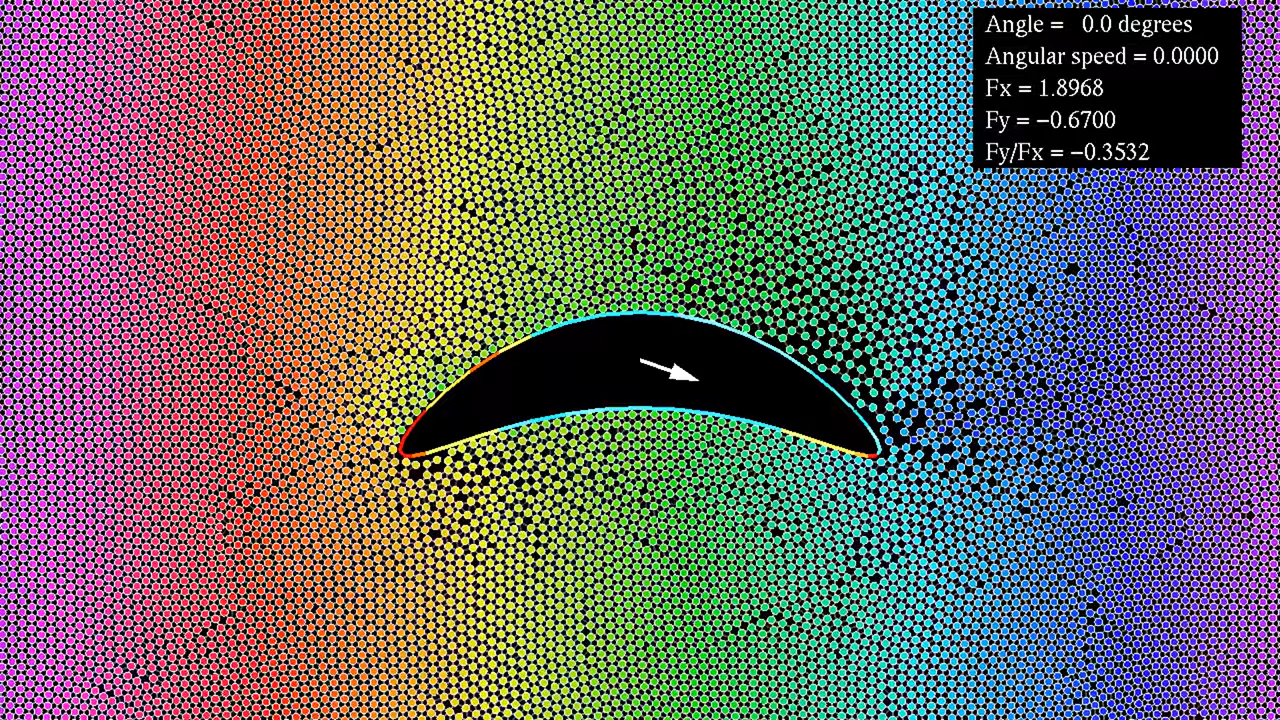 Angle = 0.0 degrees
Angular speed = 0.0000
Fx = 1.8968
Fy = −0.6700
Fy/Fx = −0.3532